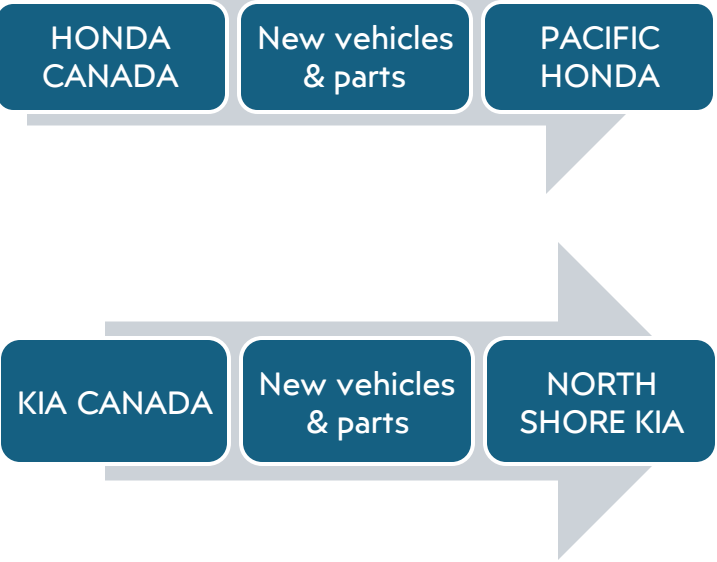 HONDA
CANADA
New vehicles
& parts
PACIFIC
HONDA
KIA CANADA
New vehicles
& parts
NORTH
SHORE KIA